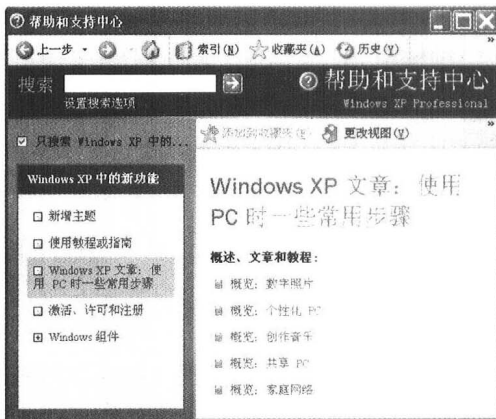 帮助和支持中心
上一步 索引(N) 收藏夹(A) 历史(Y) »
搜索
设置搜索选项
帮助和支持中心
Windows XP Professional
只搜索 Windows XP 中的...
添加到收藏夹(E) 更改视图(V) »
Windows XP 中的新功能
新增主题
使用教程或指南
Windows XP 文章: 使
用 PC 时一些常用步骤
激活、许可和注册
Windows 组件
Windows XP 文章: 使用
PC 时一些常用步骤
概述、文章和教程:
概览: 数字照片
概览: 个性化 PC
概览: 创作音乐
概览: 共享 PC
概览: 家庭网络